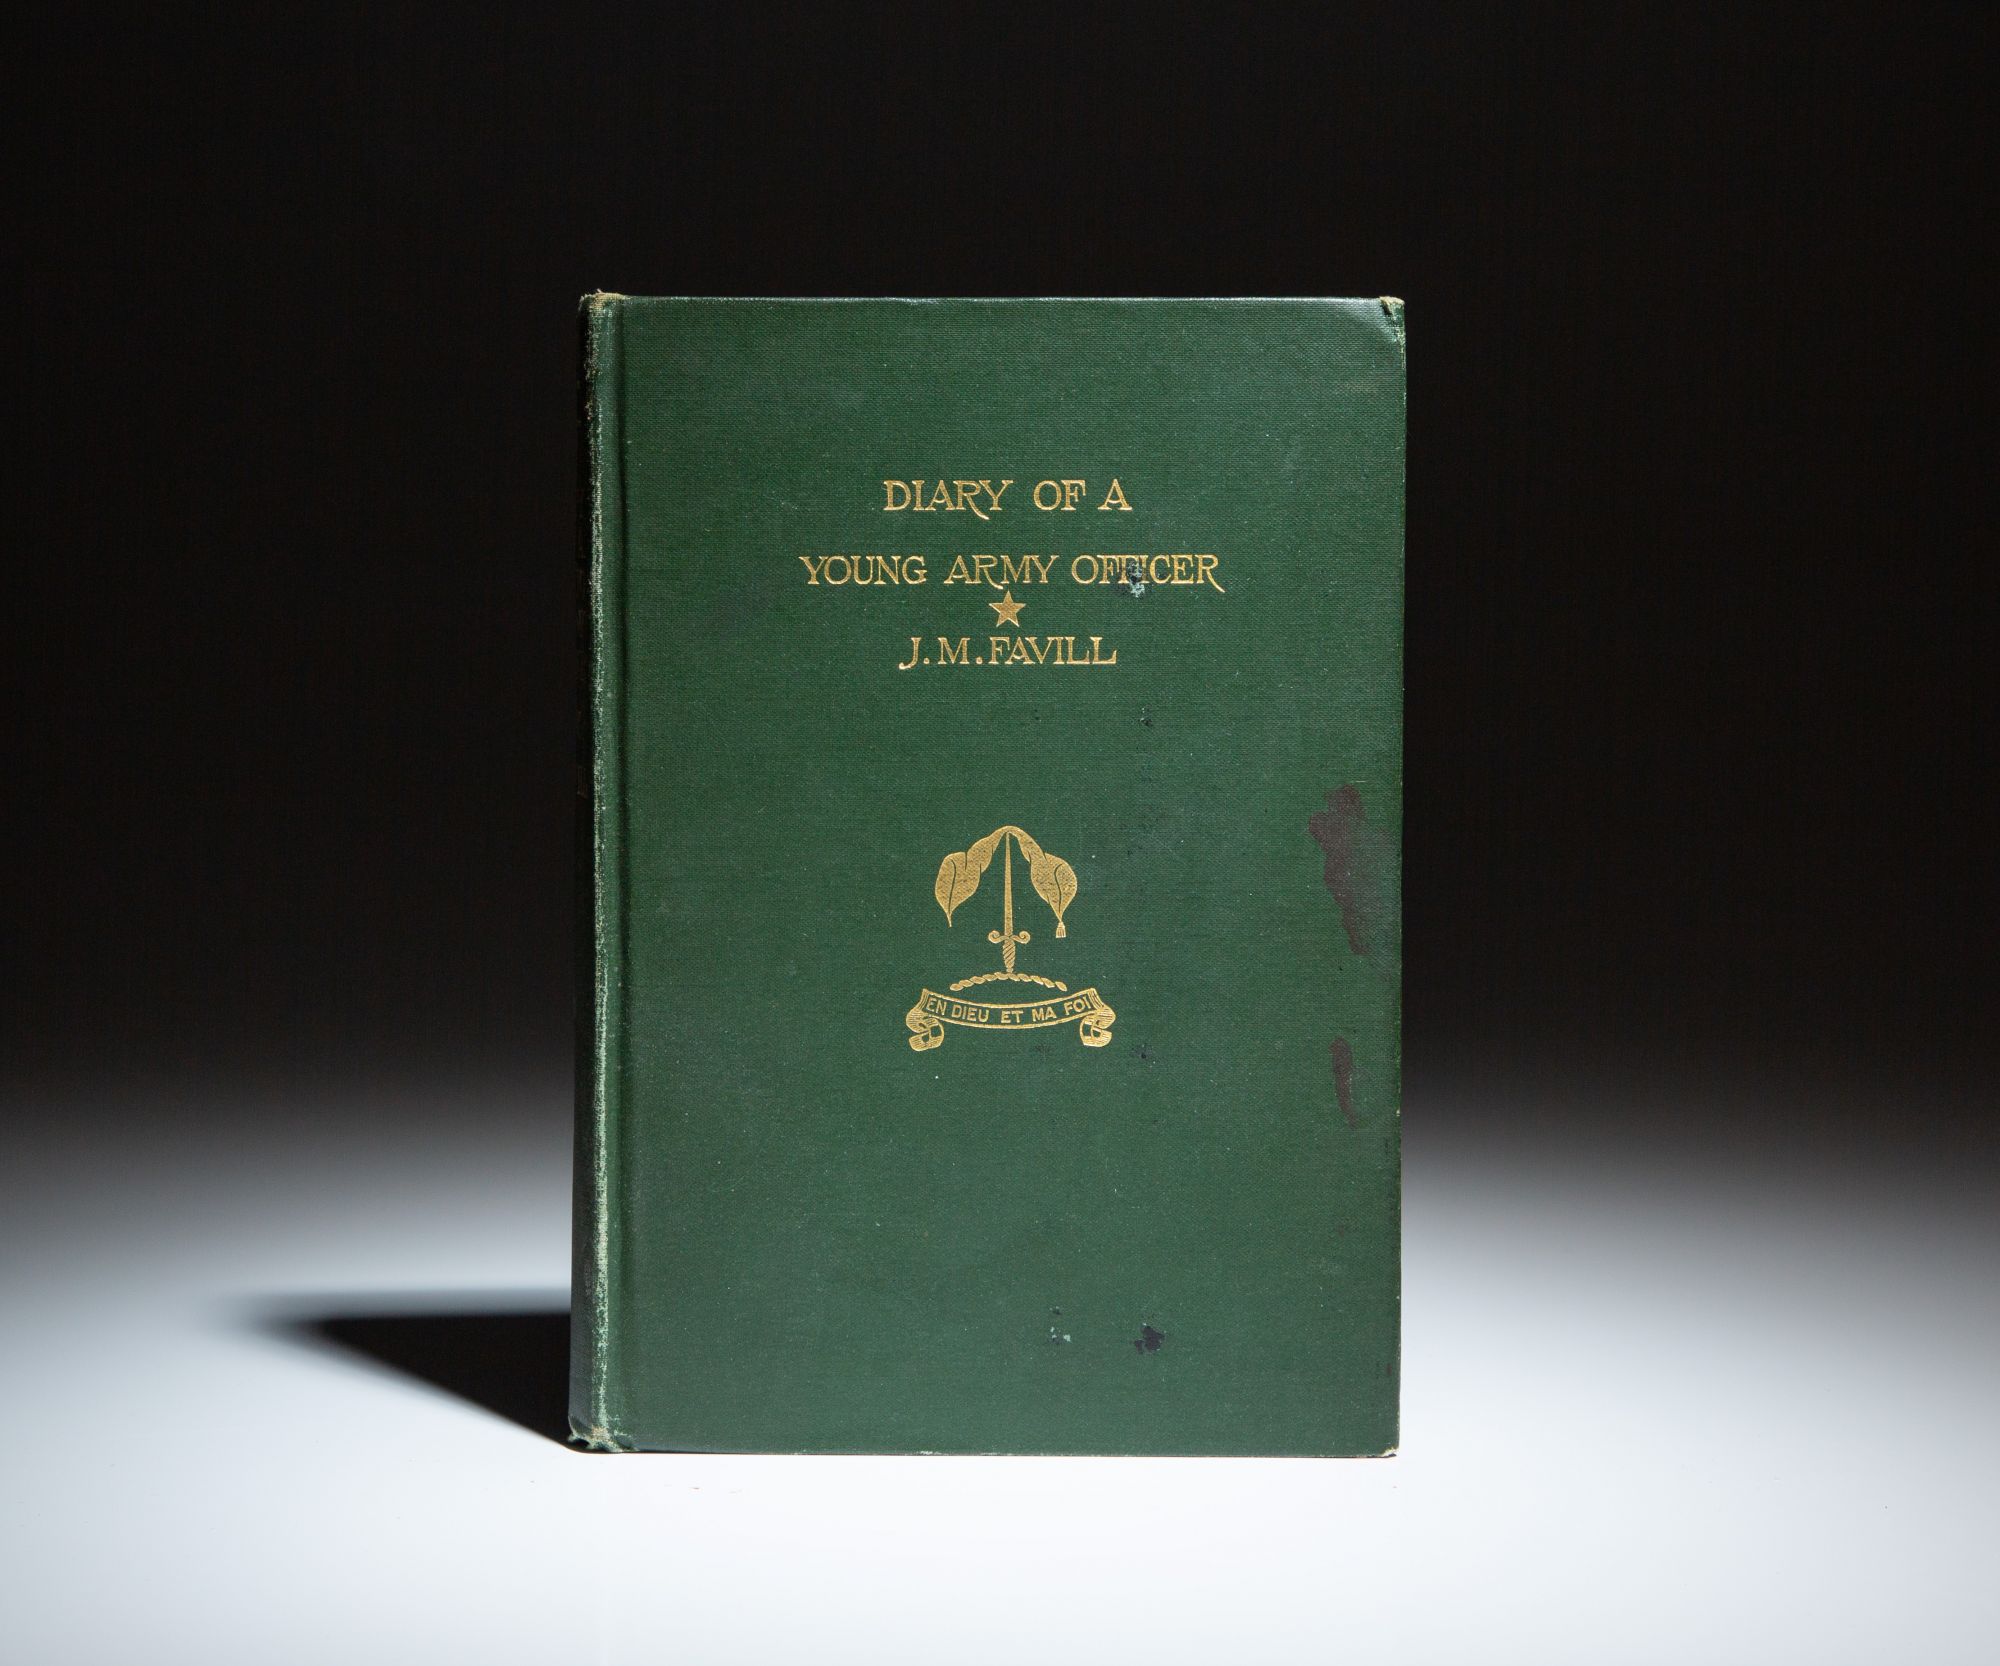 DIARY OF A
YOUNG ARMY OFFICER
J. M. FAVILL
EN DIEU ET MA FOI